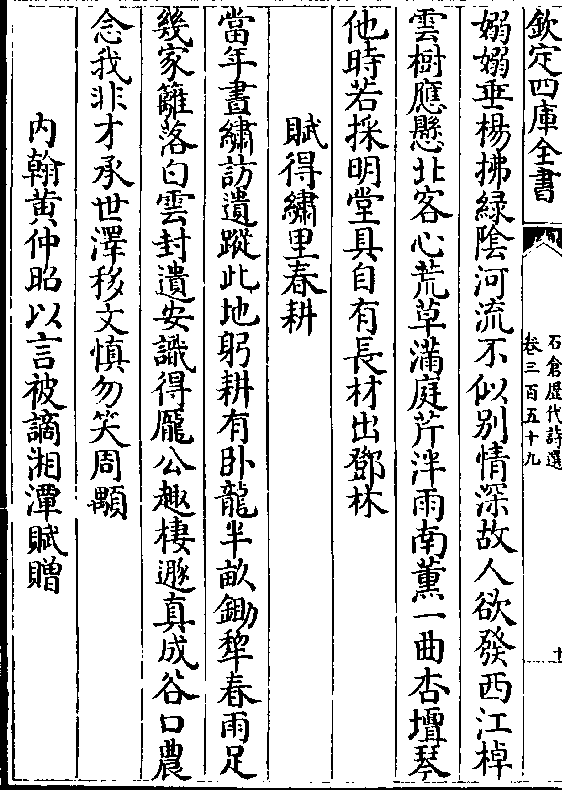 欽定四庫全書
石倉歷代詩選
卷三百五十九
嫋嫋垂楊拂綠陰河流不似别情深故人欲發西江棹
雲樹應懸北客心荒草滿庭芹泮雨南薰一曲杏壇琴
他時若採明堂具自有長材出鄧林
賦得繡里春耕
當年晝繡訪遺蹤此地躬耕有卧龍半畝鋤犂春雨足
幾家籬落白雲封遺安識得龐公趣棲遯真成谷口農
念我非才承世澤移文慎勿笑周顒
内翰黄仲昭以言被謫湘潭賦贈